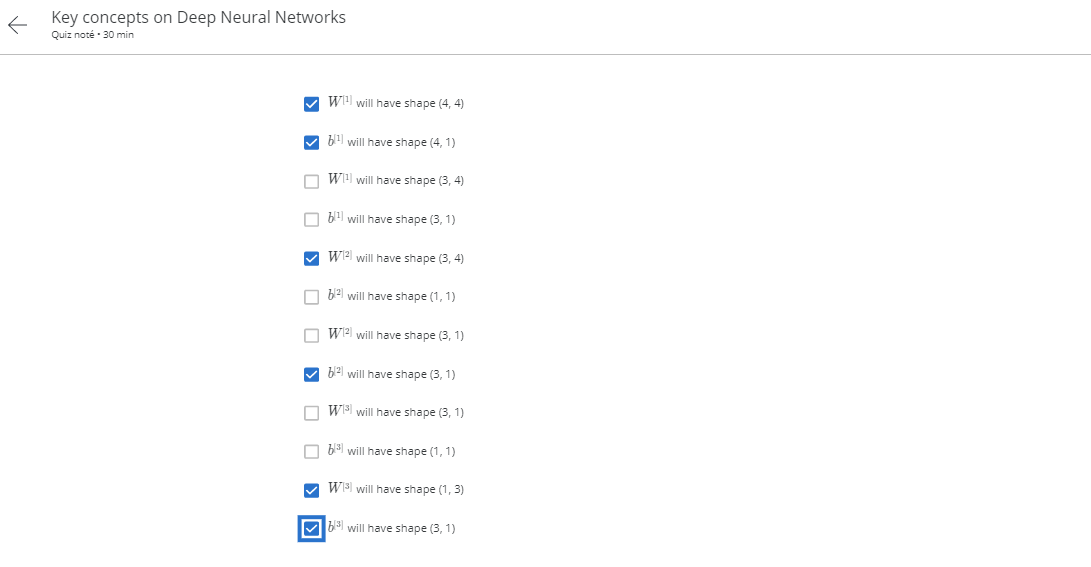 Key concepts on Deep Neural Networks
Quiz noté • 30 min
W[1] will have shape (4, 4)
b[1] will have shape (4, 1)
W[1] will have shape (3, 4)
b[1] will have shape (3, 1)
W[2] will have shape (3, 4)
b[2] will have shape (1, 1)
W[2] will have shape (3, 1)
b[2] will have shape (3, 1)
W[3] will have shape (3, 1)
b[3] will have shape (1, 1)
W[3] will have shape (1, 3)
b[3] will have shape (3, 1)